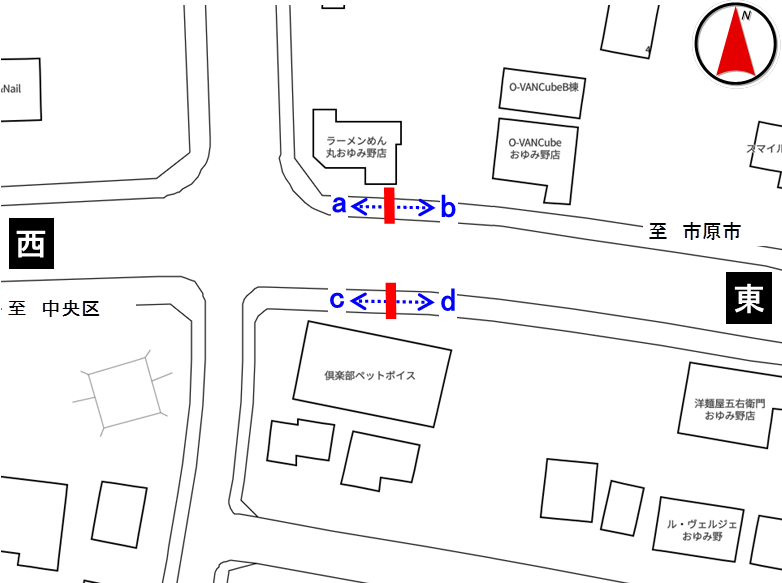 N
4
Nail
O-VANCubeB棟
O-VANCube
おゆみ野店
ラーメンめん
丸おゆみ野店
スマイル
a
b
至 市原市
西
東
至 中央区
c
d
倶楽部ペットボイス
洋麺屋五右衛門
おゆみ野店
ル・ヴェルジェ
おゆみ野